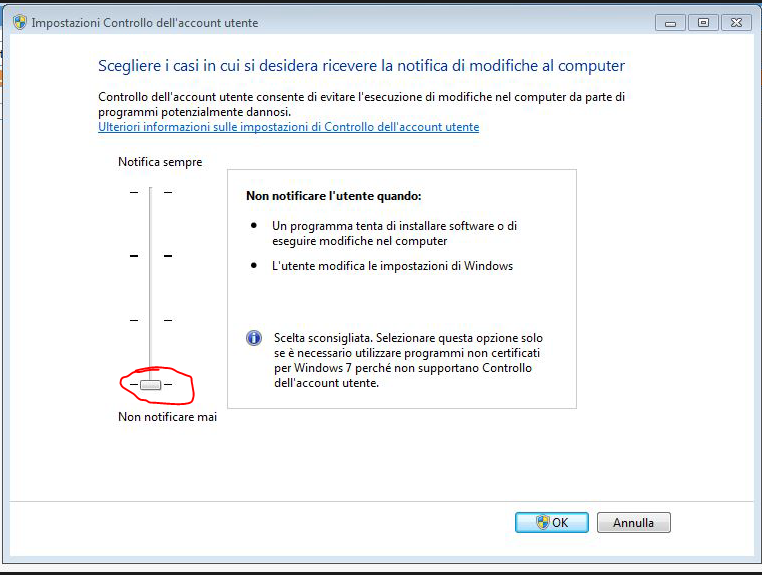 Impostazioni Controllo dell'account utente
Scegliere i casi in cui si desidera ricevere la notifica di modifiche al computer
Controllo dell'account utente consente di evitare l'esecuzione di modifiche nel computer da parte di
programmi potenzialmente dannosi.
Ulteriori informazioni sulle impostazioni di Controllo dell'account utente
Notifica sempre
Non notificare l'utente quando:
Un programma tenta di installare software o di
eseguire modifiche nel computer
L'utente modifica le impostazioni di Windows
Scelta sconsigliata. Selezionare questa opzione solo
se è necessario utilizzare programmi non certificati
per Windows 7 perché non supportano Controllo
dell'account utente.
Non notificare mai
OK
Annulla